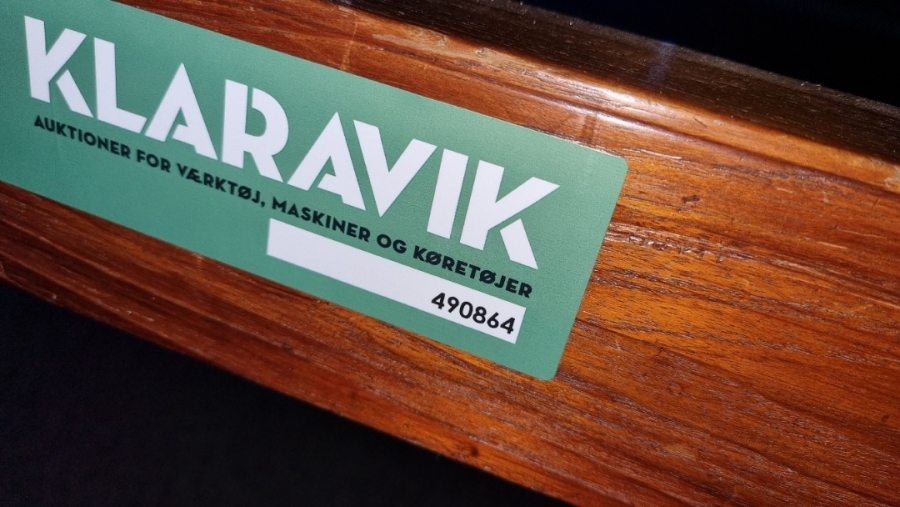 KLARAVIK
AUKTIONER FOR VÆRKTØJ, MASKINER OG KØRETØJER
490864